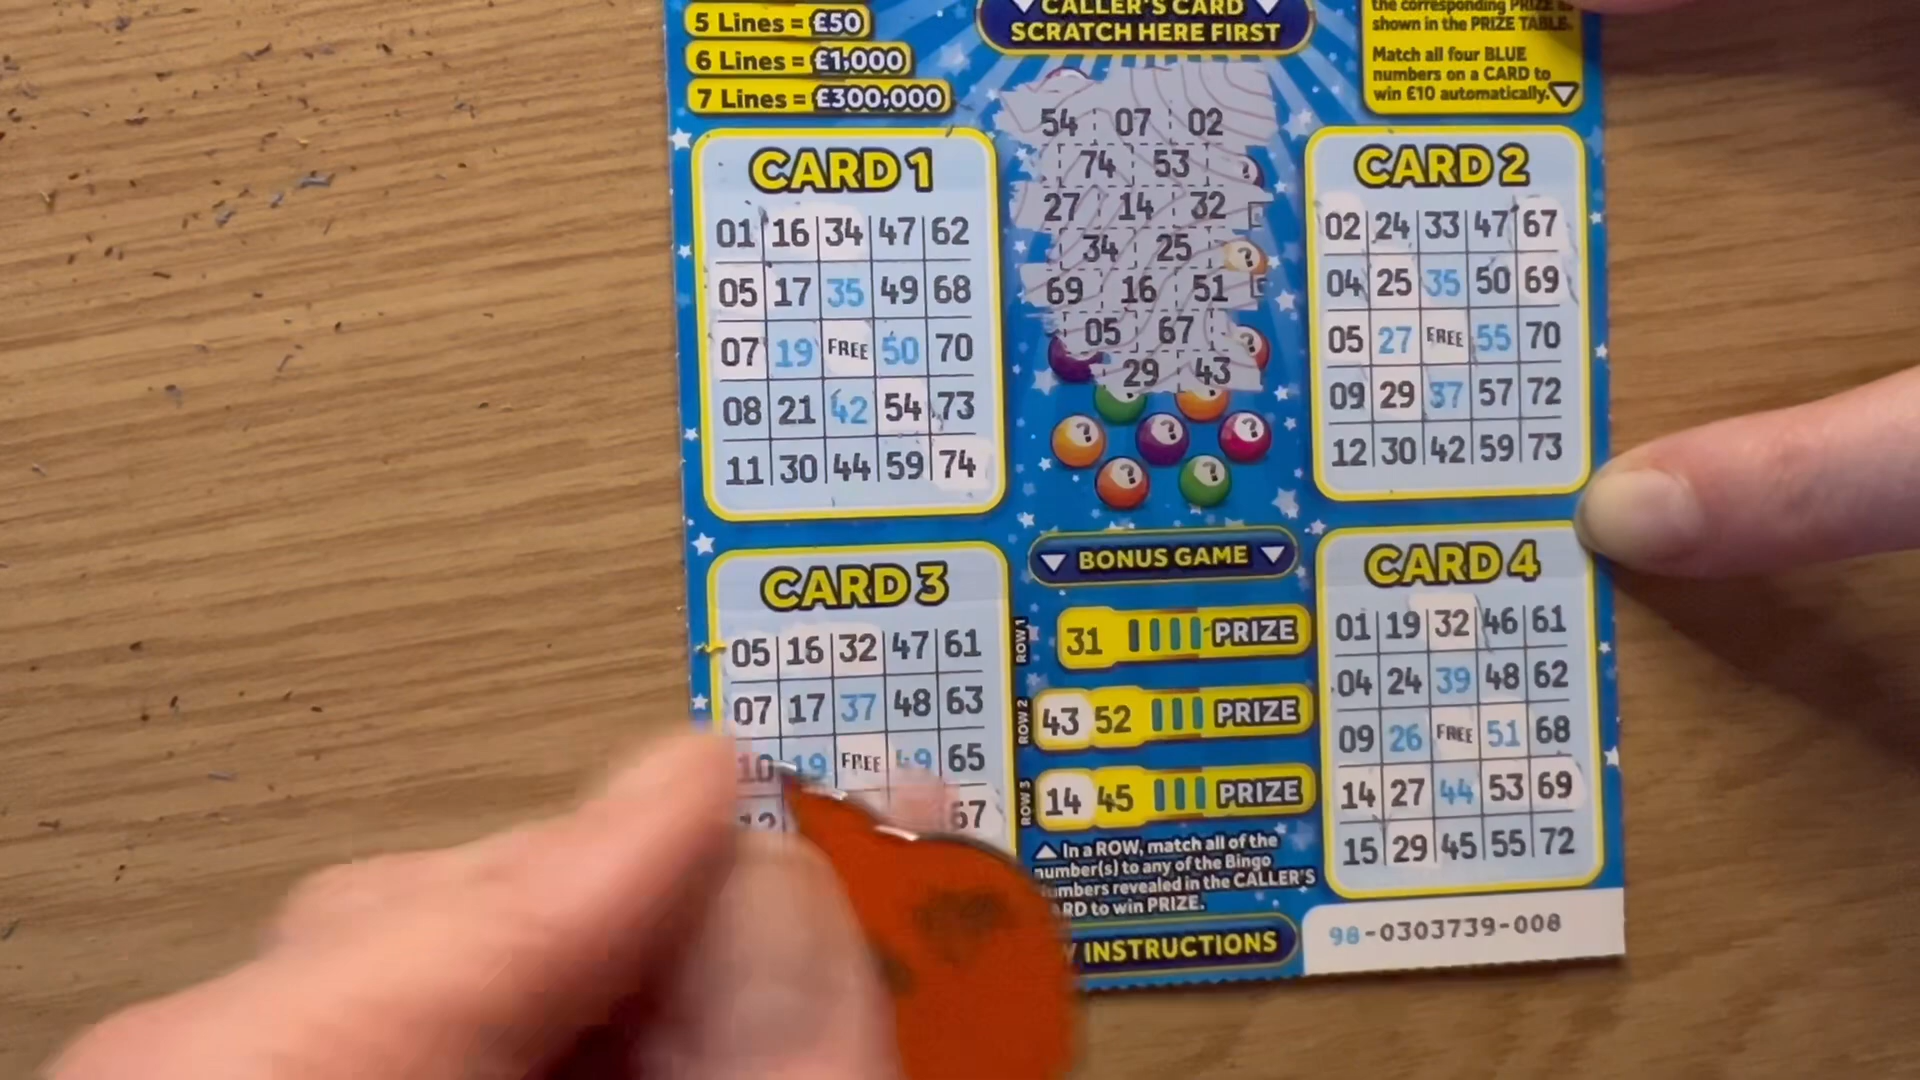 5 Lines = £50
6 Lines = £1,000
7 Lines = £300,000
CALLER'S CARD
SCRATCH HERE FIRST
the corresponding PRIZE as
shown in the PRIZE TABLE.
Match all four BLUE
numbers on a CARD to
win £10 automatically.
54 07 02
74 53
27 14 32
34 25
69 16 51
05 67
29 43
CARD 1
01 16 34 47 62
05 17 35 49 68
07 19 FREE 50 70
08 21 42 54 73
11 30 44 59 74
CARD 2
02 24 33 47 67
04 25 35 50 69
05 27 FREE 55 70
09 29 37 57 72
12 30 42 59 73
CARD 3
05 16 32 47 61
07 17 37 48 63
10 19 FREE 49 65
12 67
BONUS GAME
ROW 1 31 PRIZE
ROW 2 43 52 PRIZE
ROW 3 14 45 PRIZE
In a ROW, match all of the
number(s) to any of the Bingo
numbers revealed in the CALLER'S
CARD to win PRIZE.
INSTRUCTIONS
CARD 4
01 19 32 46 61
04 24 39 48 62
09 26 FREE 51 68
14 27 44 53 69
15 29 45 55 72
98-0303739-008